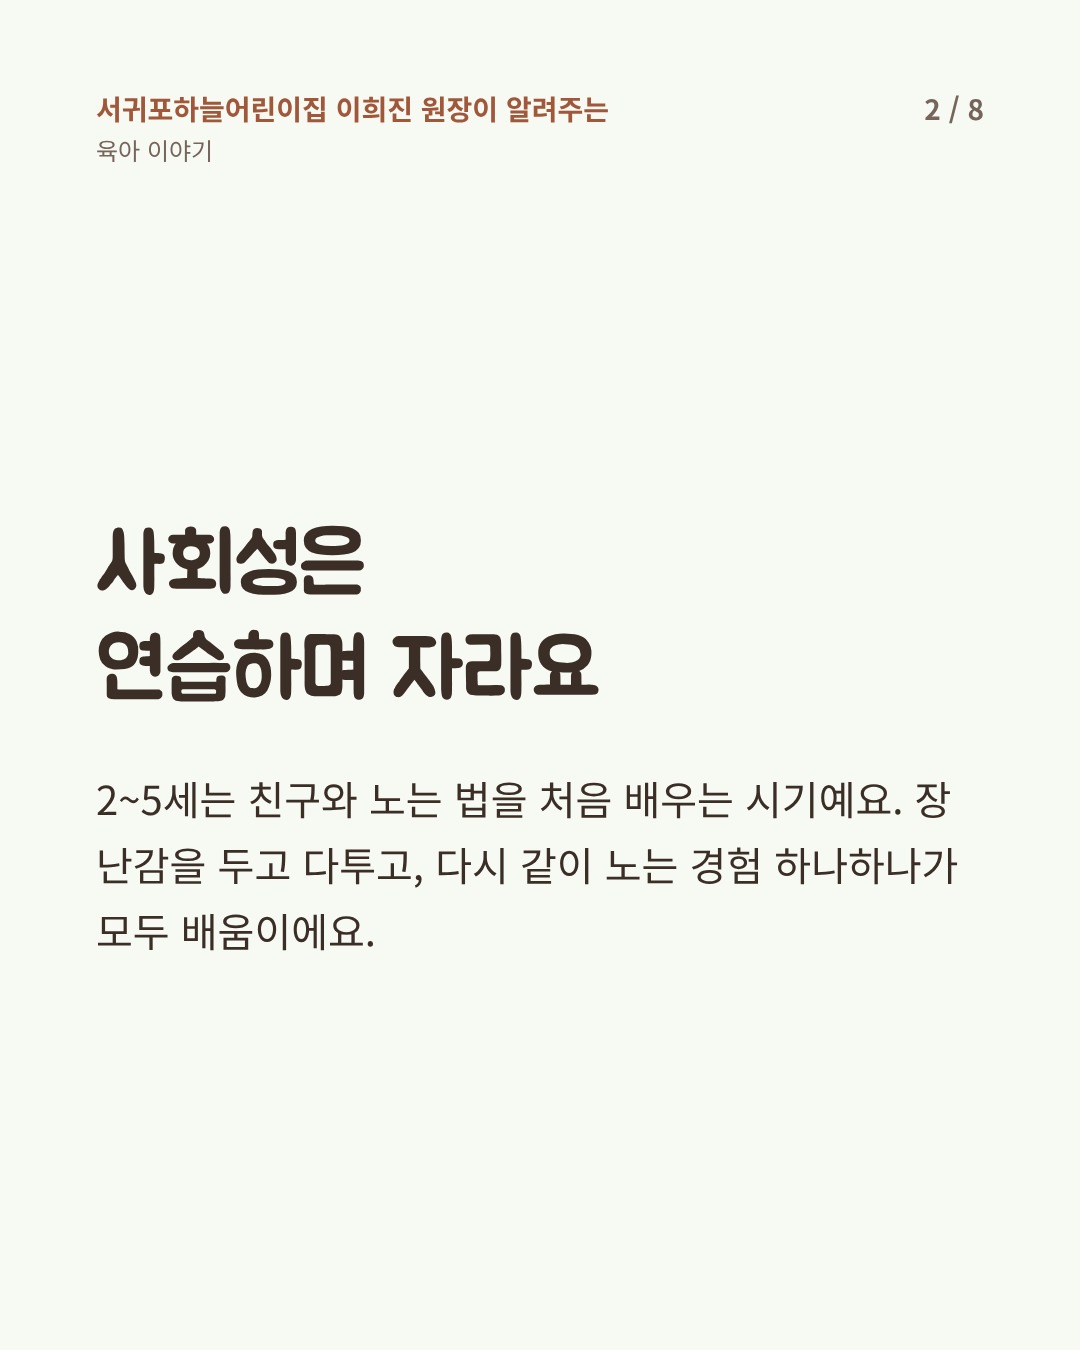 서귀포하늘어린이집 이희진 원장이 알려주는
2 / 8
육아 이야기
사회성은
연습하며 자라요
2~5세는 친구와 노는 법을 처음 배우는 시기예요. 장
난감을 두고 다투고, 다시 같이 노는 경험 하나하나가
모두 배움이에요.